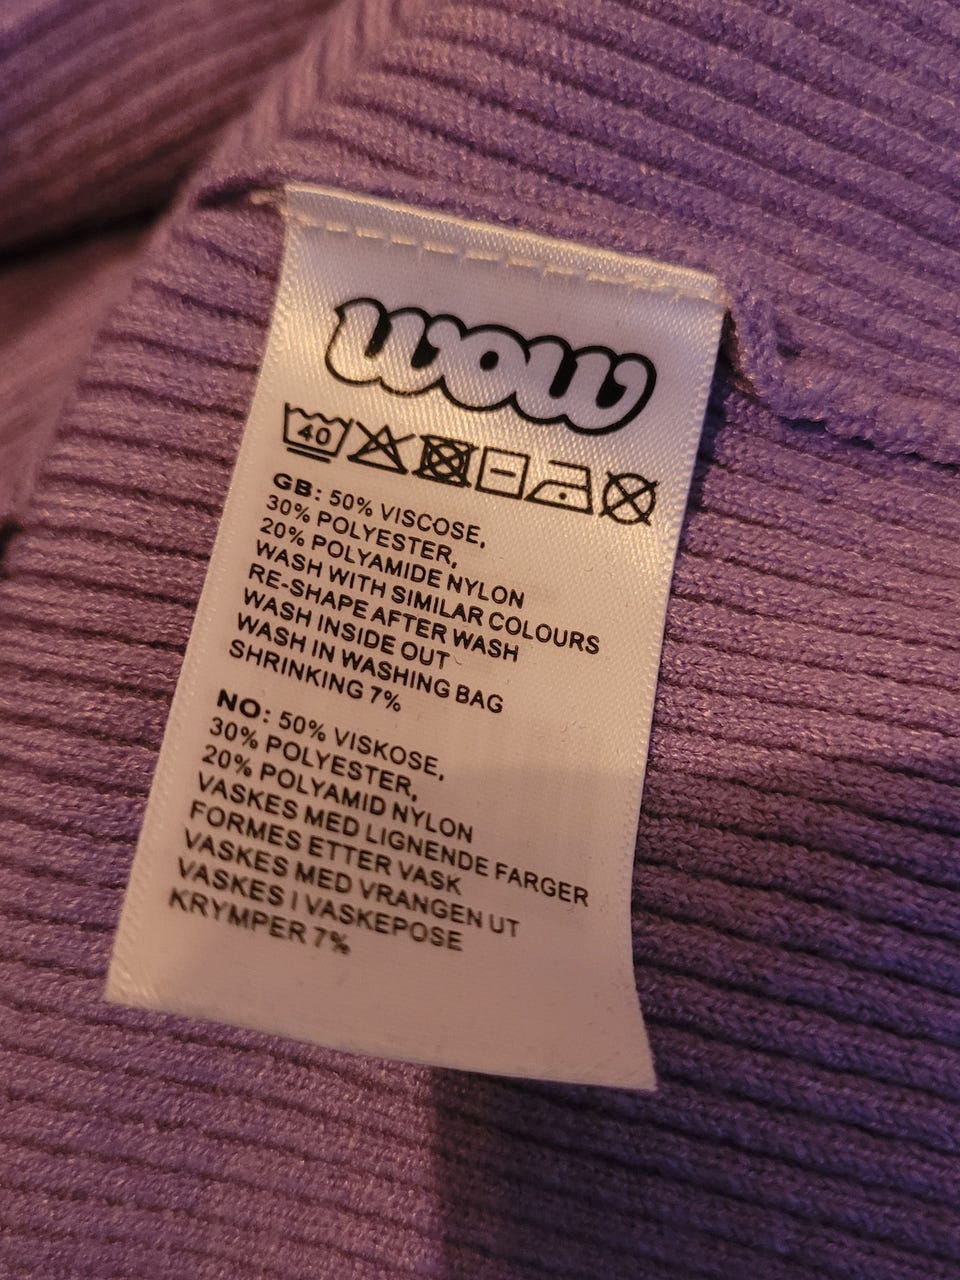 wow
40
GB: 50% VISCOSE,
30% POLYESTER,
20% POLYAMIDE NYLON
WASH WITH SIMILAR COLOURS
RE-SHAPE AFTER WASH
WASH INSIDE OUT
WASH IN WASHING BAG
SHRINKING 7%
NO: 50% VISKOSE,
30% POLYESTER,
20% POLYAMID NYLON
VASKES MED LIGNENDE FARGER
FORMES ETTER VASK
VASKES MED VRANGEN UT
VASKES I VASKEPOSE
KRYMPER 7%